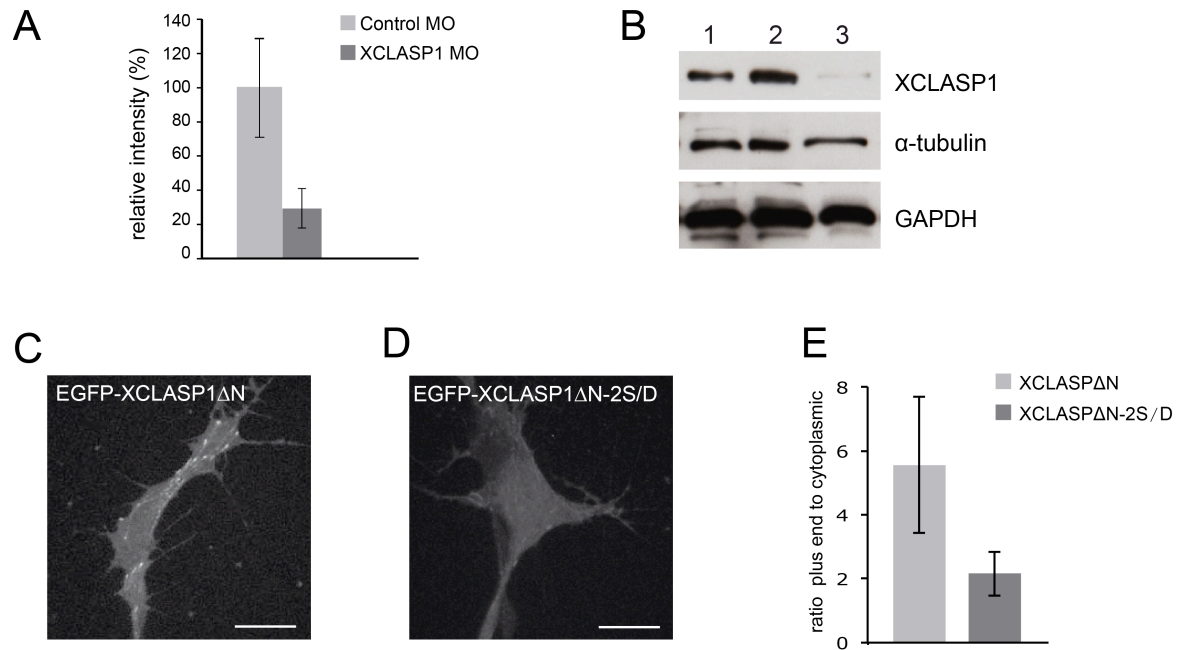 A
relative intensity (%)
140
120
100
80
60
40
20
0
Control MO
XCLASP1 MO
B
1 2 3
XCLASP1
α-tubulin
GAPDH
C
EGFP-XCLASP1ΔN
D
EGFP-XCLASP1ΔN-2S/D
E
ratio plus end to cytoplasmic
8
6
4
2
0
XCLASPΔN
XCLASPΔN-2S/D